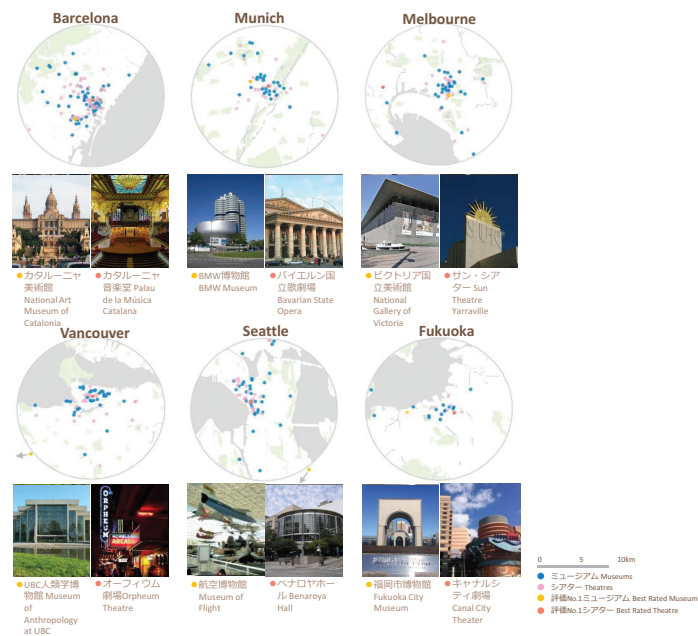 Barcelona
Munich
Melbourne
カタルーニャ
美術館
National Art
Museum of
Catalonia
カタルーニャ
音楽堂 Palau
de la Música
Catalana
BMW博物館
BMW Museum
バイエルン国
立歌劇場
Bavarian State
Opera
ビクトリア国
立美術館
National
Gallery of
Victoria
サン・シア
ター Sun
Theatre
Yarraville
SUN
Vancouver
Seattle
Fukuoka
ORPHEUM
UBC人類学博
物館 Museum
of
Anthropology
at UBC
オーフィウム
劇場Orpheum
Theatre
航空博物館
Museum of
Flight
ベナロヤホー
ル Benaroya
Hall
福岡市博物館
Fukuoka City
Museum
キャナルシ
ティ劇場
Canal City
Theater
0 5 10km
ミュージアム Museums
シアター Theatres
評価No.1ミュージアム Best Rated Museum
評価No.1シアター Best Rated Theatre